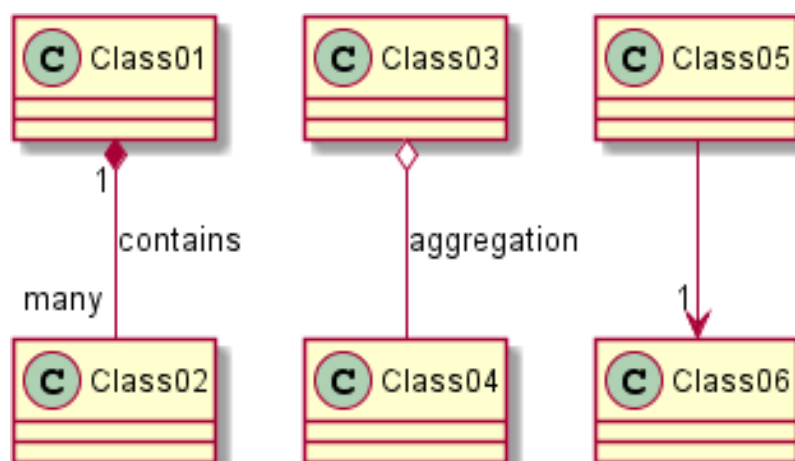 C Class01
C Class03
C Class05
1
contains
aggregation
many
1
C Class02
C Class04
C Class06